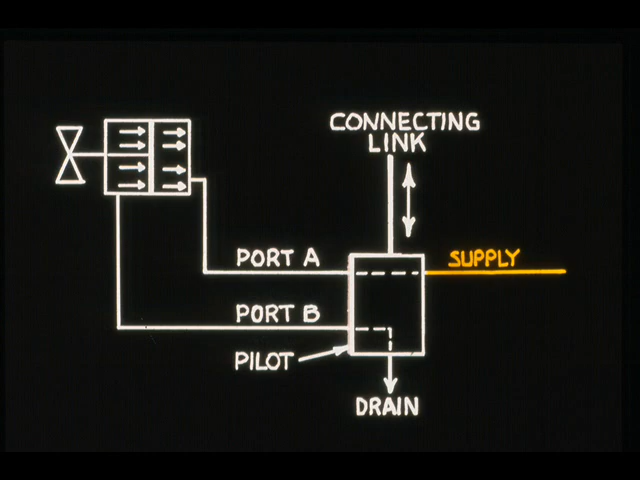 CONNECTING
LINK
PORT A
SUPPLY
PORT B
PILOT
DRAIN